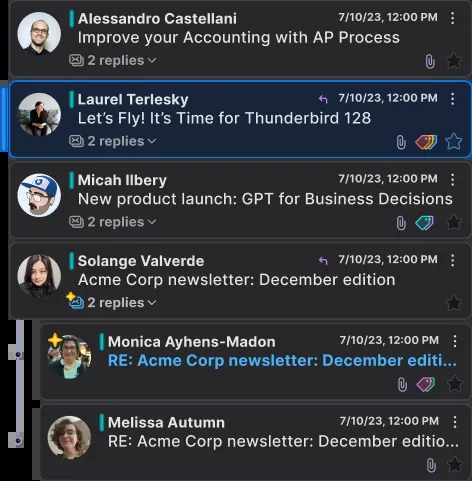 Alessandro Castellani 7/10/23, 12:00 PM
Improve your Accounting with AP Process
2 replies
Laurel Terlesky 7/10/23, 12:00 PM
Let's Fly! It's Time for Thunderbird 128
2 replies
Micah Ilbery 7/10/23, 12:00 PM
New product launch: GPT for Business Decisions
2 replies
Solange Valverde 7/10/23, 12:00 PM
Acme Corp newsletter: December edition
2 replies
Monica Ayhens-Madon 7/10/23, 12:00 PM
RE: Acme Corp newsletter: December editi...
Melissa Autumn 7/10/23, 12:00 PM
RE: Acme Corp newsletter: December editio...